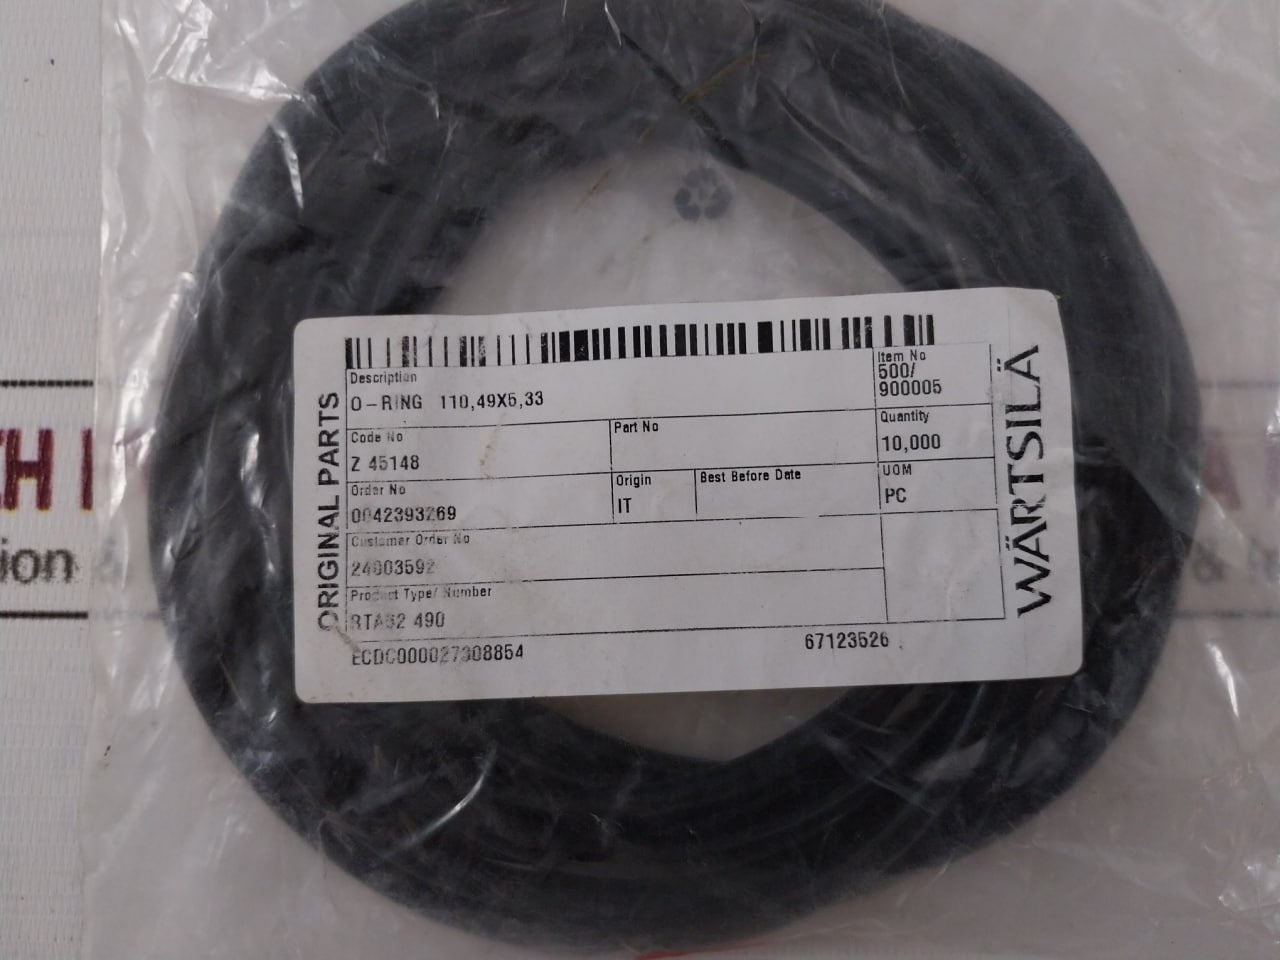 ORIGINAL PARTS
Description
O-RING 110,49X5,33
Item No
500/
900005
Code No
Z 45148
Part No
Quantity
10,000
Order No
0042393269
Origin
IT
Best Before Date
UOM
PC
Customer Order No
24003592
Product Type/ Number
490
67123526
WÄRTSILÄ
ion
&